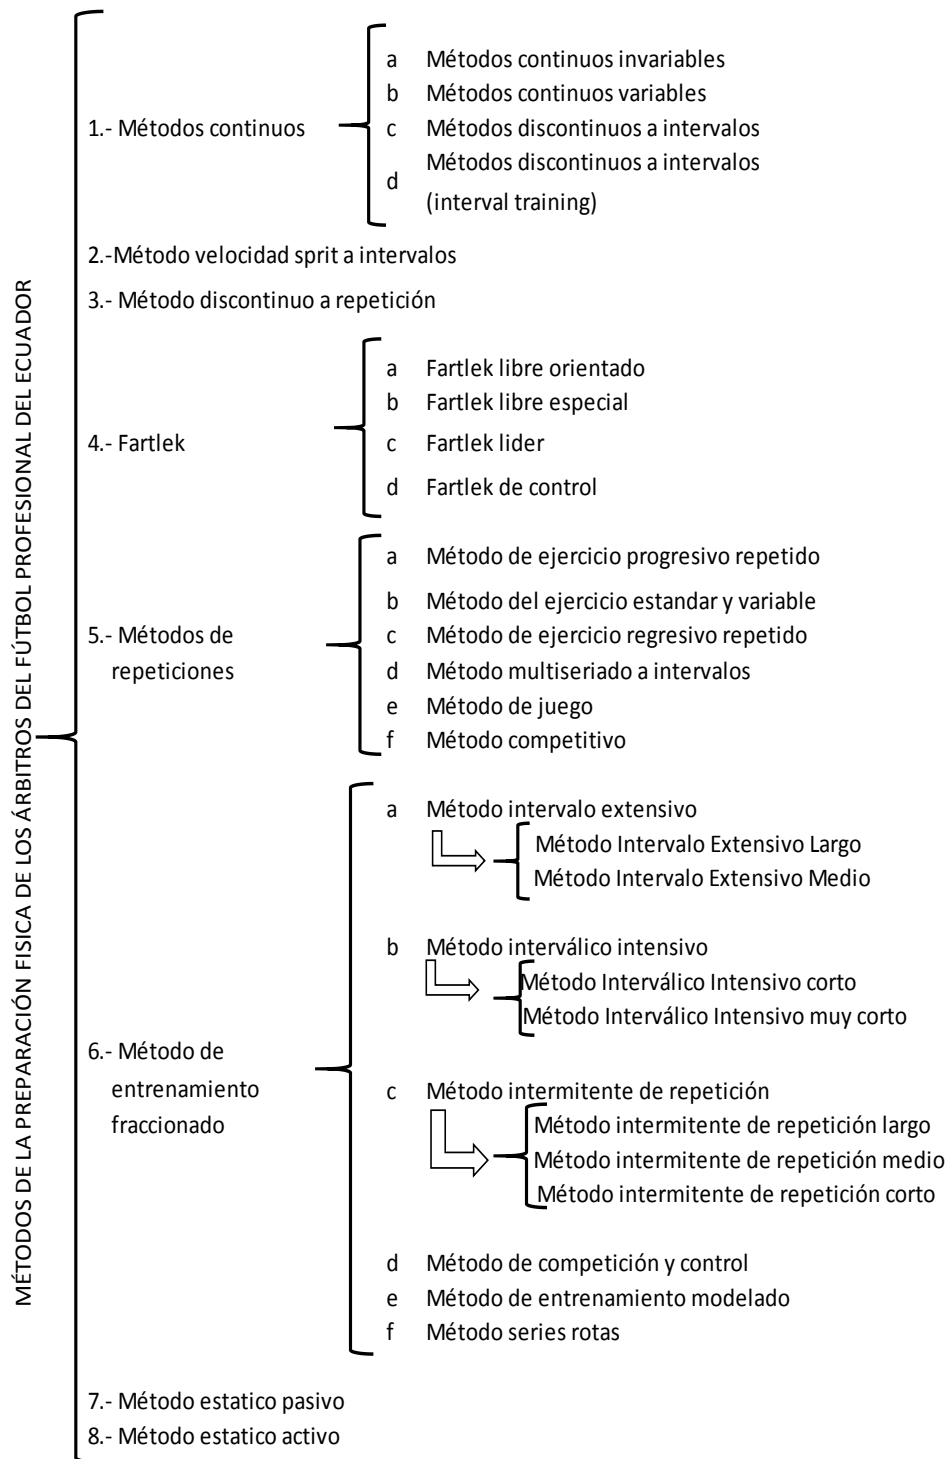 MÉTODOS DE LA PREPARACIÓN FISICA DE LOS ÁRBITROS DEL FÚTBOL PROFESIONAL DEL ECUADOR
1.- Métodos continuos
a Métodos continuos invariables
b Métodos continuos variables
c Métodos discontinuos a intervalos
d Métodos discontinuos a intervalos
(interval training)
2.-Método velocidad sprit a intervalos
3.- Método discontinuo a repetición
4.- Fartlek
a Fartlek libre orientado
b Fartlek libre especial
c Fartlek lider
d Fartlek de control
5.- Métodos de
repeticiones
a Método de ejercicio progresivo repetido
b Método del ejercicio estandar y variable
c Método de ejercicio regresivo repetido
d Método multiseriado a intervalos
e Método de juego
f Método competitivo
6.- Método de
entrenamiento
fraccionado
a Método intervalo extensivo
Método Intervalo Extensivo Largo
Método Intervalo Extensivo Medio
b Método interválico intensivo
Método Interválico Intensivo corto
Método Interválico Intensivo muy corto
c Método intermitente de repetición
Método intermitente de repetición largo
Método intermitente de repetición medio
Método intermitente de repetición corto
d Método de competición y control
e Método de entrenamiento modelado
f Método series rotas
7.- Método estatico pasivo
8.- Método estatico activo